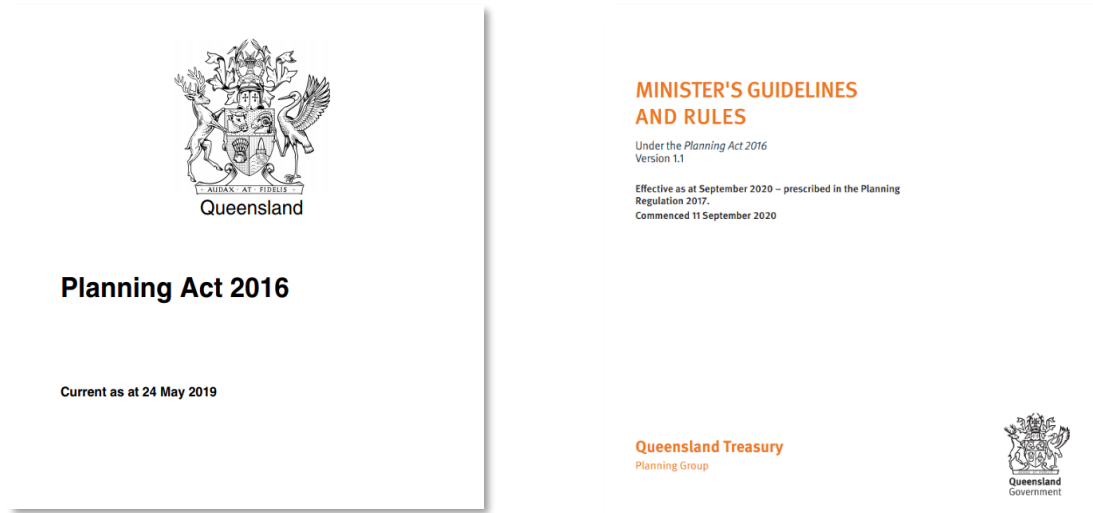 AUDAX AT FIDELIS
Queensland
Planning Act 2016
Current as at 24 May 2019
MINISTER'S GUIDELINES
AND RULES
Under the Planning Act 2016
Version 1.1
Effective as at September 2020 – prescribed in the Planning
Regulation 2017.
Commenced 11 September 2020
Queensland Treasury
Planning Group
Queensland
Government